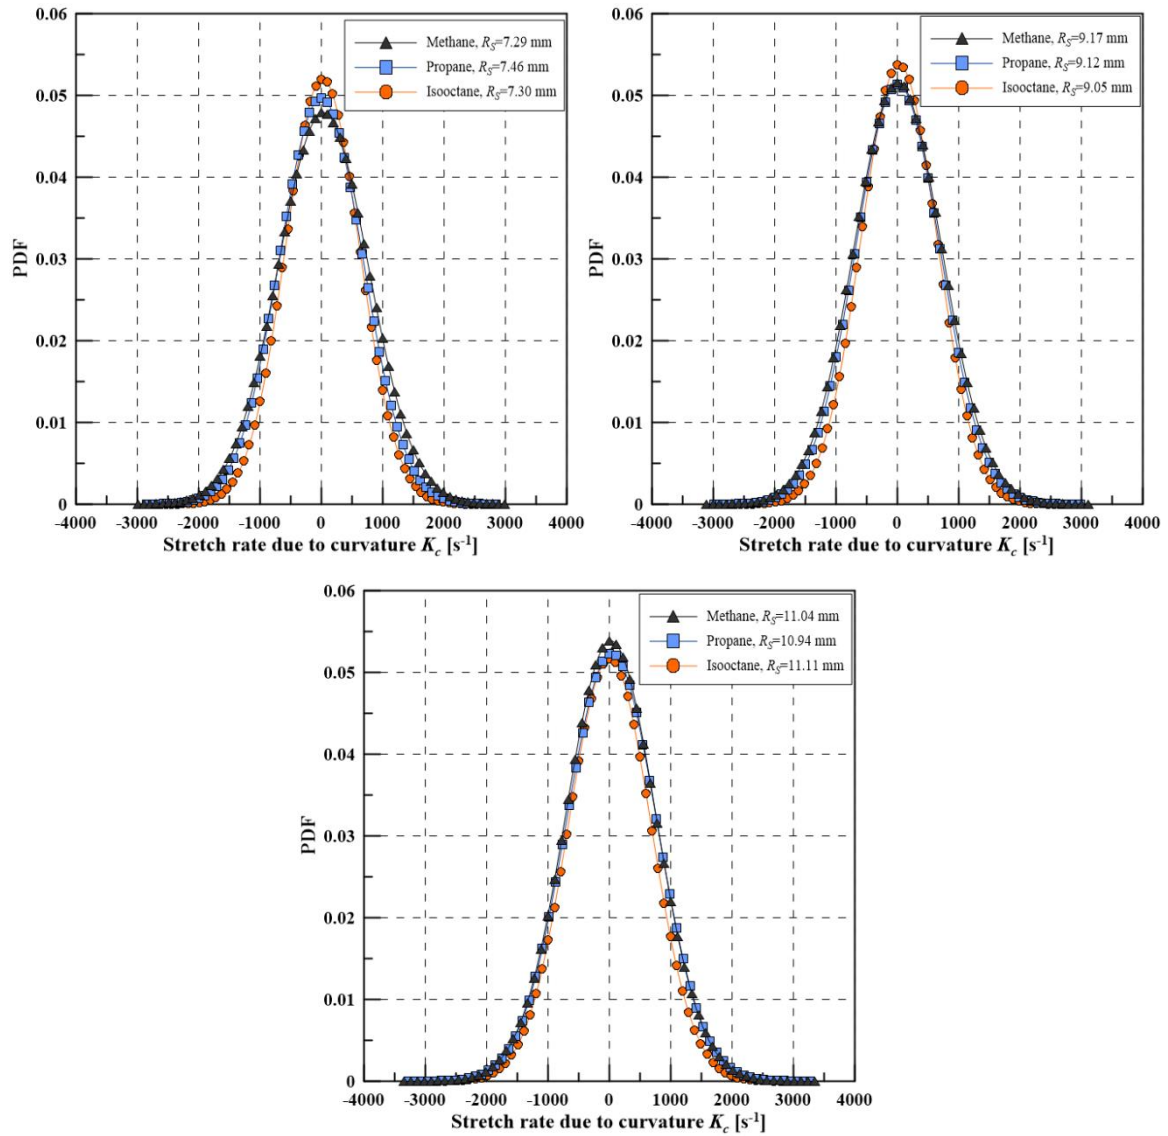 0.06
0.05
0.04
0.03
0.02
0.01
0
PDF
Methane, R_S=7.29 mm
Propane, R_S=7.46 mm
Isooctane, R_S=7.30 mm
-4000 -3000 -2000 -1000 0 1000 2000 3000 4000
Stretch rate due to curvature K_c [s⁻¹]
0.06
0.05
0.04
0.03
0.02
0.01
0
PDF
Methane, R_S=9.17 mm
Propane, R_S=9.12 mm
Isooctane, R_S=9.05 mm
-4000 -3000 -2000 -1000 0 1000 2000 3000 4000
Stretch rate due to curvature K_c [s⁻¹]
0.06
0.05
0.04
0.03
0.02
0.01
0
PDF
Methane, R_S=11.04 mm
Propane, R_S=10.94 mm
Isooctane, R_S=11.11 mm
-4000 -3000 -2000 -1000 0 1000 2000 3000 4000
Stretch rate due to curvature K_c [s⁻¹]